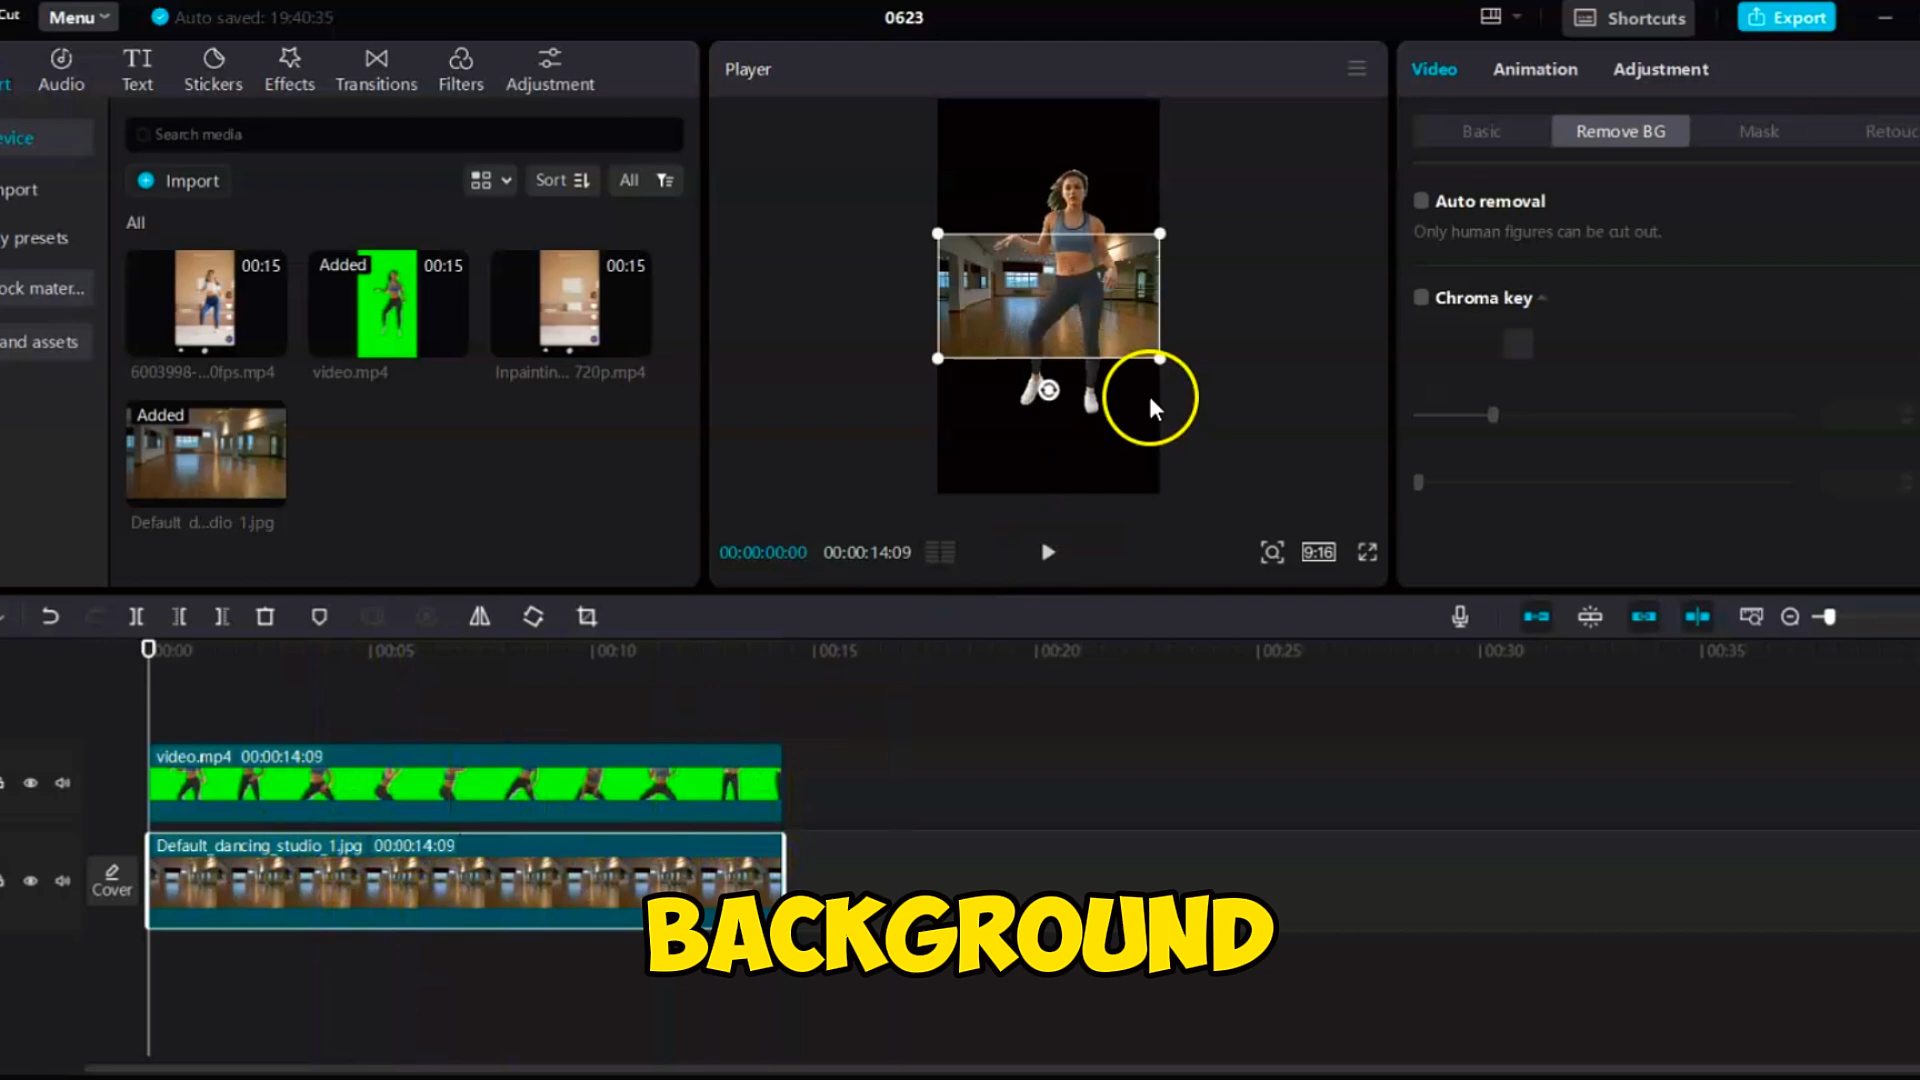 Cut Menu Auto saved: 19:40:35 0623 Shortcuts Export
Audio TI Text Stickers Effects Transitions Filters Adjustment
Player
Video Animation Adjustment
Search media
Basic Remove BG Mask Retouc
evice
Import Sort All
nport
Auto removal
All
Only human figures can be cut out.
y presets
Added 00:15 00:15 00:15
ock mater...
Chroma key
and assets
6003998-...0fps.mp4 video.mp4 Inpaintin... 720p.mp4
Added
Default_d...dio_1.jpg
00:00:00:00 00:00:14:09 9:16
00:00 00:05 00:10 00:15 00:20 00:25 00:30 00:35
video.mp4 00:00:14:09
Default_dancing_studio_1.jpg 00:00:14:09
Cover
BACKGROUND